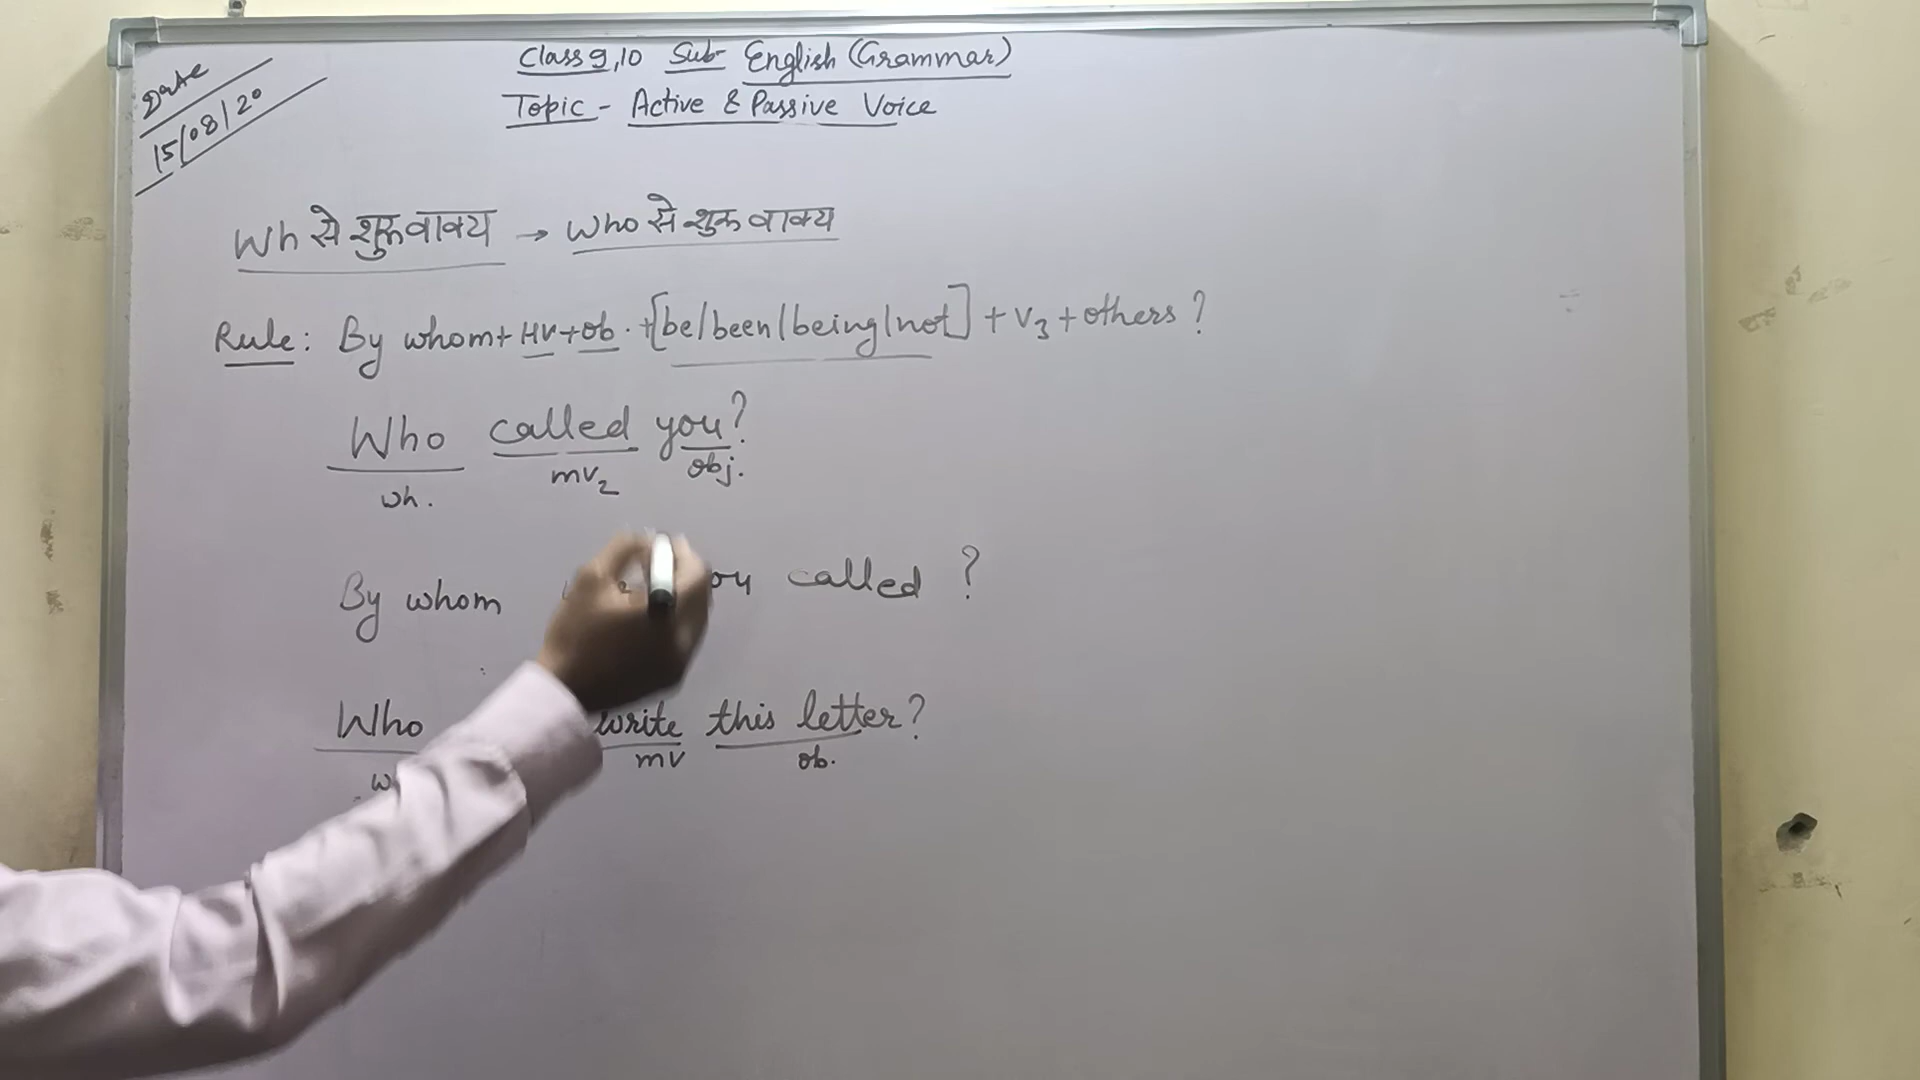 Date
15/08/20
Class 9,10 Sub- English (Grammar)
Topic - Active & Passive Voice
Wh से शुरू वाक्य → Who से शुरू वाक्य
Rule: By whom + HV + ob. + [be/been/being/not] + V3 + others ?
Who called you?
wh. mv2 obj.
By whom called ?
Who write this letter?
mv ob.